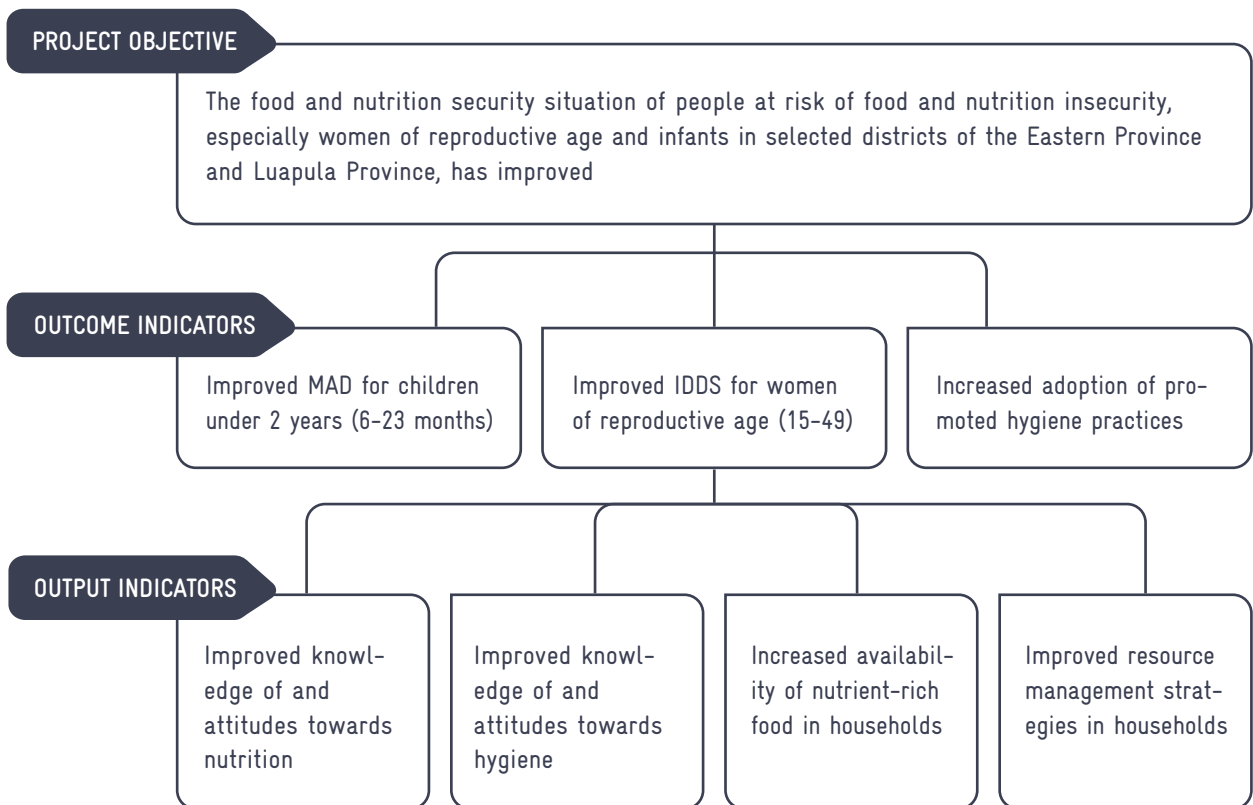 PROJECT OBJECTIVE
The food and nutrition security situation of people at risk of food and nutrition insecurity,
especially women of reproductive age and infants in selected districts of the Eastern Province
and Luapula Province, has improved
OUTCOME INDICATORS
Improved MAD for children
under 2 years (6-23 months)
Improved IDDS for women
of reproductive age (15-49)
Increased adoption of pro-
moted hygiene practices
OUTPUT INDICATORS
Improved knowl-
edge of and
attitudes towards
nutrition
Improved knowl-
edge of and
attitudes towards
hygiene
Increased availabil-
ity of nutrient-rich
food in households
Improved resource
management strat-
egies in households